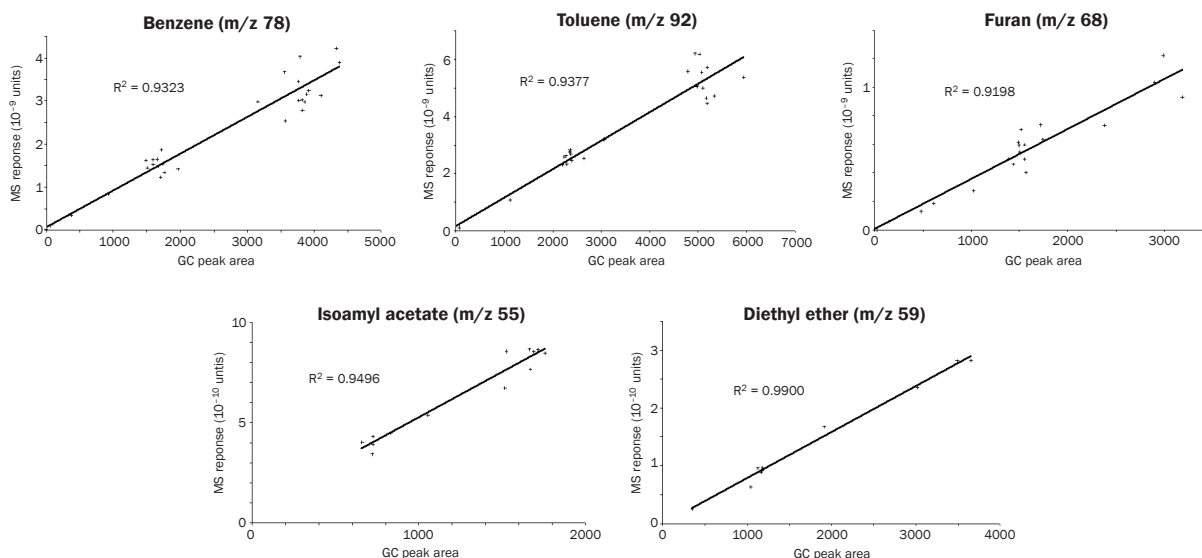 Benzene (m/z 78)
MS reponse (10⁻⁹ units)
4
3
2
1
0
R² = 0.9323
0 1000 2000 3000 4000 5000
GC peak area
Toluene (m/z 92)
MS reponse (10⁻⁹ units)
6
4
2
0
R² = 0.9377
0 1000 2000 3000 4000 5000 6000 7000
GC peak area
Furan (m/z 68)
MS reponse (10⁻⁹ units)
1
0
R² = 0.9198
0 1000 2000 3000
GC peak area
Isoamyl acetate (m/z 55)
MS reponse (10⁻¹⁰ untis)
10
5
0
R² = 0.9496
0 1000 2000
GC peak area
Diethyl ether (m/z 59)
MS reponse (10⁻¹⁰ units)
3
2
1
0
R² = 0.9900
0 1000 2000 3000 4000
GC peak area